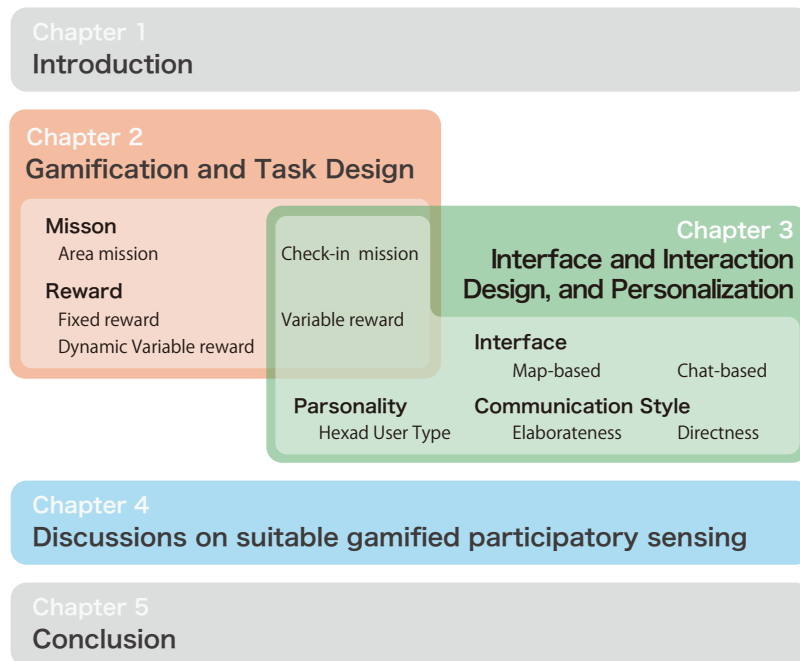 Chapter 1
Introduction
Chapter 2
Gamification and Task Design
Misson
Area mission
Check-in mission
Reward
Fixed reward
Variable reward
Dynamic Variable reward
Chapter 3
Interface and Interaction
Design, and Personalization
Interface
Map-based
Chat-based
Parsonality
Hexad User Type
Communication Style
Elaborateness
Directness
Chapter 4
Discussions on suitable gamified participatory sensing
Chapter 5
Conclusion